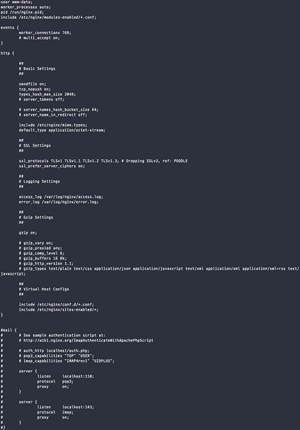 user www-data;
worker_processes auto;
pid /run/nginx.pid;
include /etc/nginx/modules-enabled/*.conf;
events {
worker_connections 768;
# multi_accept on;
}
http {
##
# Basic Settings
##
sendfile on;
tcp_nopush on;
types_hash_max_size 2048;
# server_tokens off;
# server_names_hash_bucket_size 64;
# server_name_in_redirect off;
include /etc/nginx/mime.types;
default_type application/octet-stream;
##
# SSL Settings
##
ssl_protocols TLSv1 TLSv1.1 TLSv1.2 TLSv1.3; # Dropping SSLv3, ref: POODLE
ssl_prefer_server_ciphers on;
##
# Logging Settings
##
access_log /var/log/nginx/access.log;
error_log /var/log/nginx/error.log;
##
# Gzip Settings
##
gzip on;
# gzip_vary on;
# gzip_proxied any;
# gzip_comp_level 6;
# gzip_buffers 16 8k;
# gzip_http_version 1.1;
# gzip_types text/plain text/css application/json application/javascript text/xml application/xml application/xml+rss text/
javascript;
##
# Virtual Host Configs
##
include /etc/nginx/conf.d/*.conf;
include /etc/nginx/sites-enabled/*;
}
#mail {
# # See sample authentication script at:
# # http://wiki.nginx.org/ImapAuthenticateWithApachePhpScript
#
# # auth_http localhost/auth.php;
# # pop3_capabilities "TOP" "USER";
# # imap_capabilities "IMAP4rev1" "UIDPLUS";
#
# server {
# listen localhost:110;
# protocol pop3;
# proxy on;
# }
#
# server {
# listen localhost:143;
# protocol imap;
# proxy on;
# }
#}